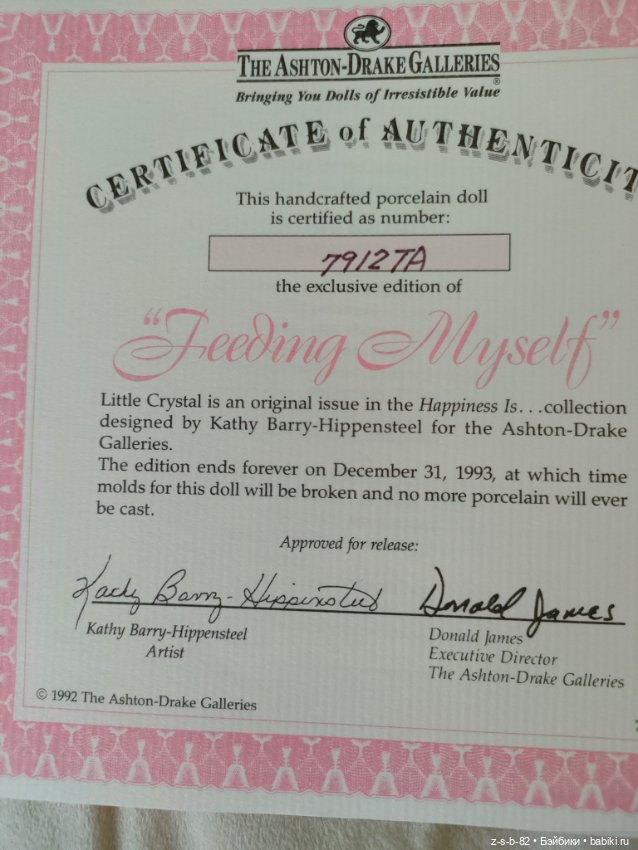 THE ASHTON-DRAKE GALLERIES
®
Bringing You Dolls of Irresistible Value
CERTIFICATE of AUTHENTICIT
This handcrafted porcelain doll
is certified as number:
7912TA
the exclusive edition of
"Feeding Myself"
Little Crystal is an original issue in the Happiness Is...collection
designed by Kathy Barry-Hippensteel for the Ashton-Drake
Galleries.
The edition ends forever on December 31, 1993, at which time
molds for this doll will be broken and no more porcelain will ever
be cast.
Approved for release:
Kathy Barry-Hippensteel Donald James
Kathy Barry-Hippensteel
Artist
Donald James
Executive Director
The Ashton-Drake Galleries
© 1992 The Ashton-Drake Galleries
z-s-b-82 • Бэйбики • babiki.ru